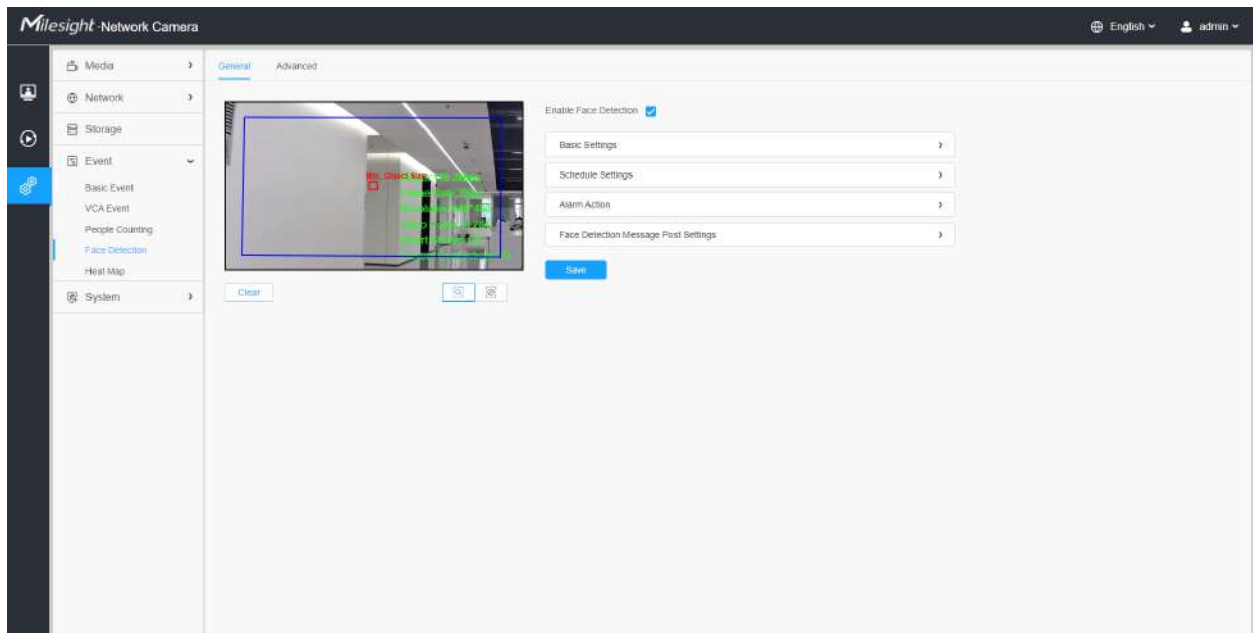 Milesight -Network Camera
English
admin
Media
Network
Storage
Event
Basic Event
VCA Event
People Counting
Face Detection
Heat Map
System
General
Advanced
Min. Object Size
Clear
Enable Face Detection
Basic Settings
Schedule Settings
Alarm Action
Face Detection Message Post Settings
Save